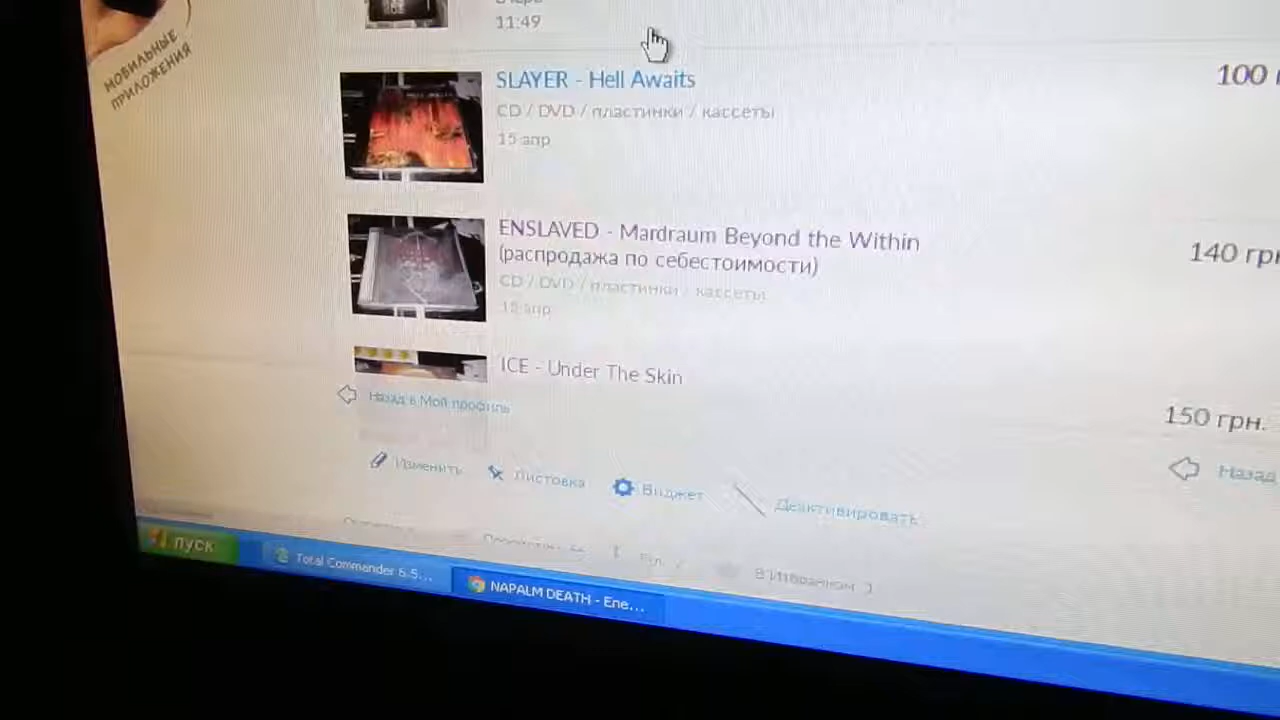 МОБИЛЬНЫЕ
ПРИЛОЖЕНИЯ
11:49
SLAYER - Hell Awaits
100
CD / DVD / пластинки / кассеты
15 апр
ENSLAVED - Mardraum Beyond the Within
(распродажа по себестоимости)
140 грн
CD / DVD / пластинки / кассеты
15 апр
ICE - Under The Skin
150 грн.
Назад в Мой профиль
Назад
Изменить
Листовка
Виджет
Деактивировать
В Избранном
пуск
Total Commander 6.5...
NAPALM DEATH - Ene...